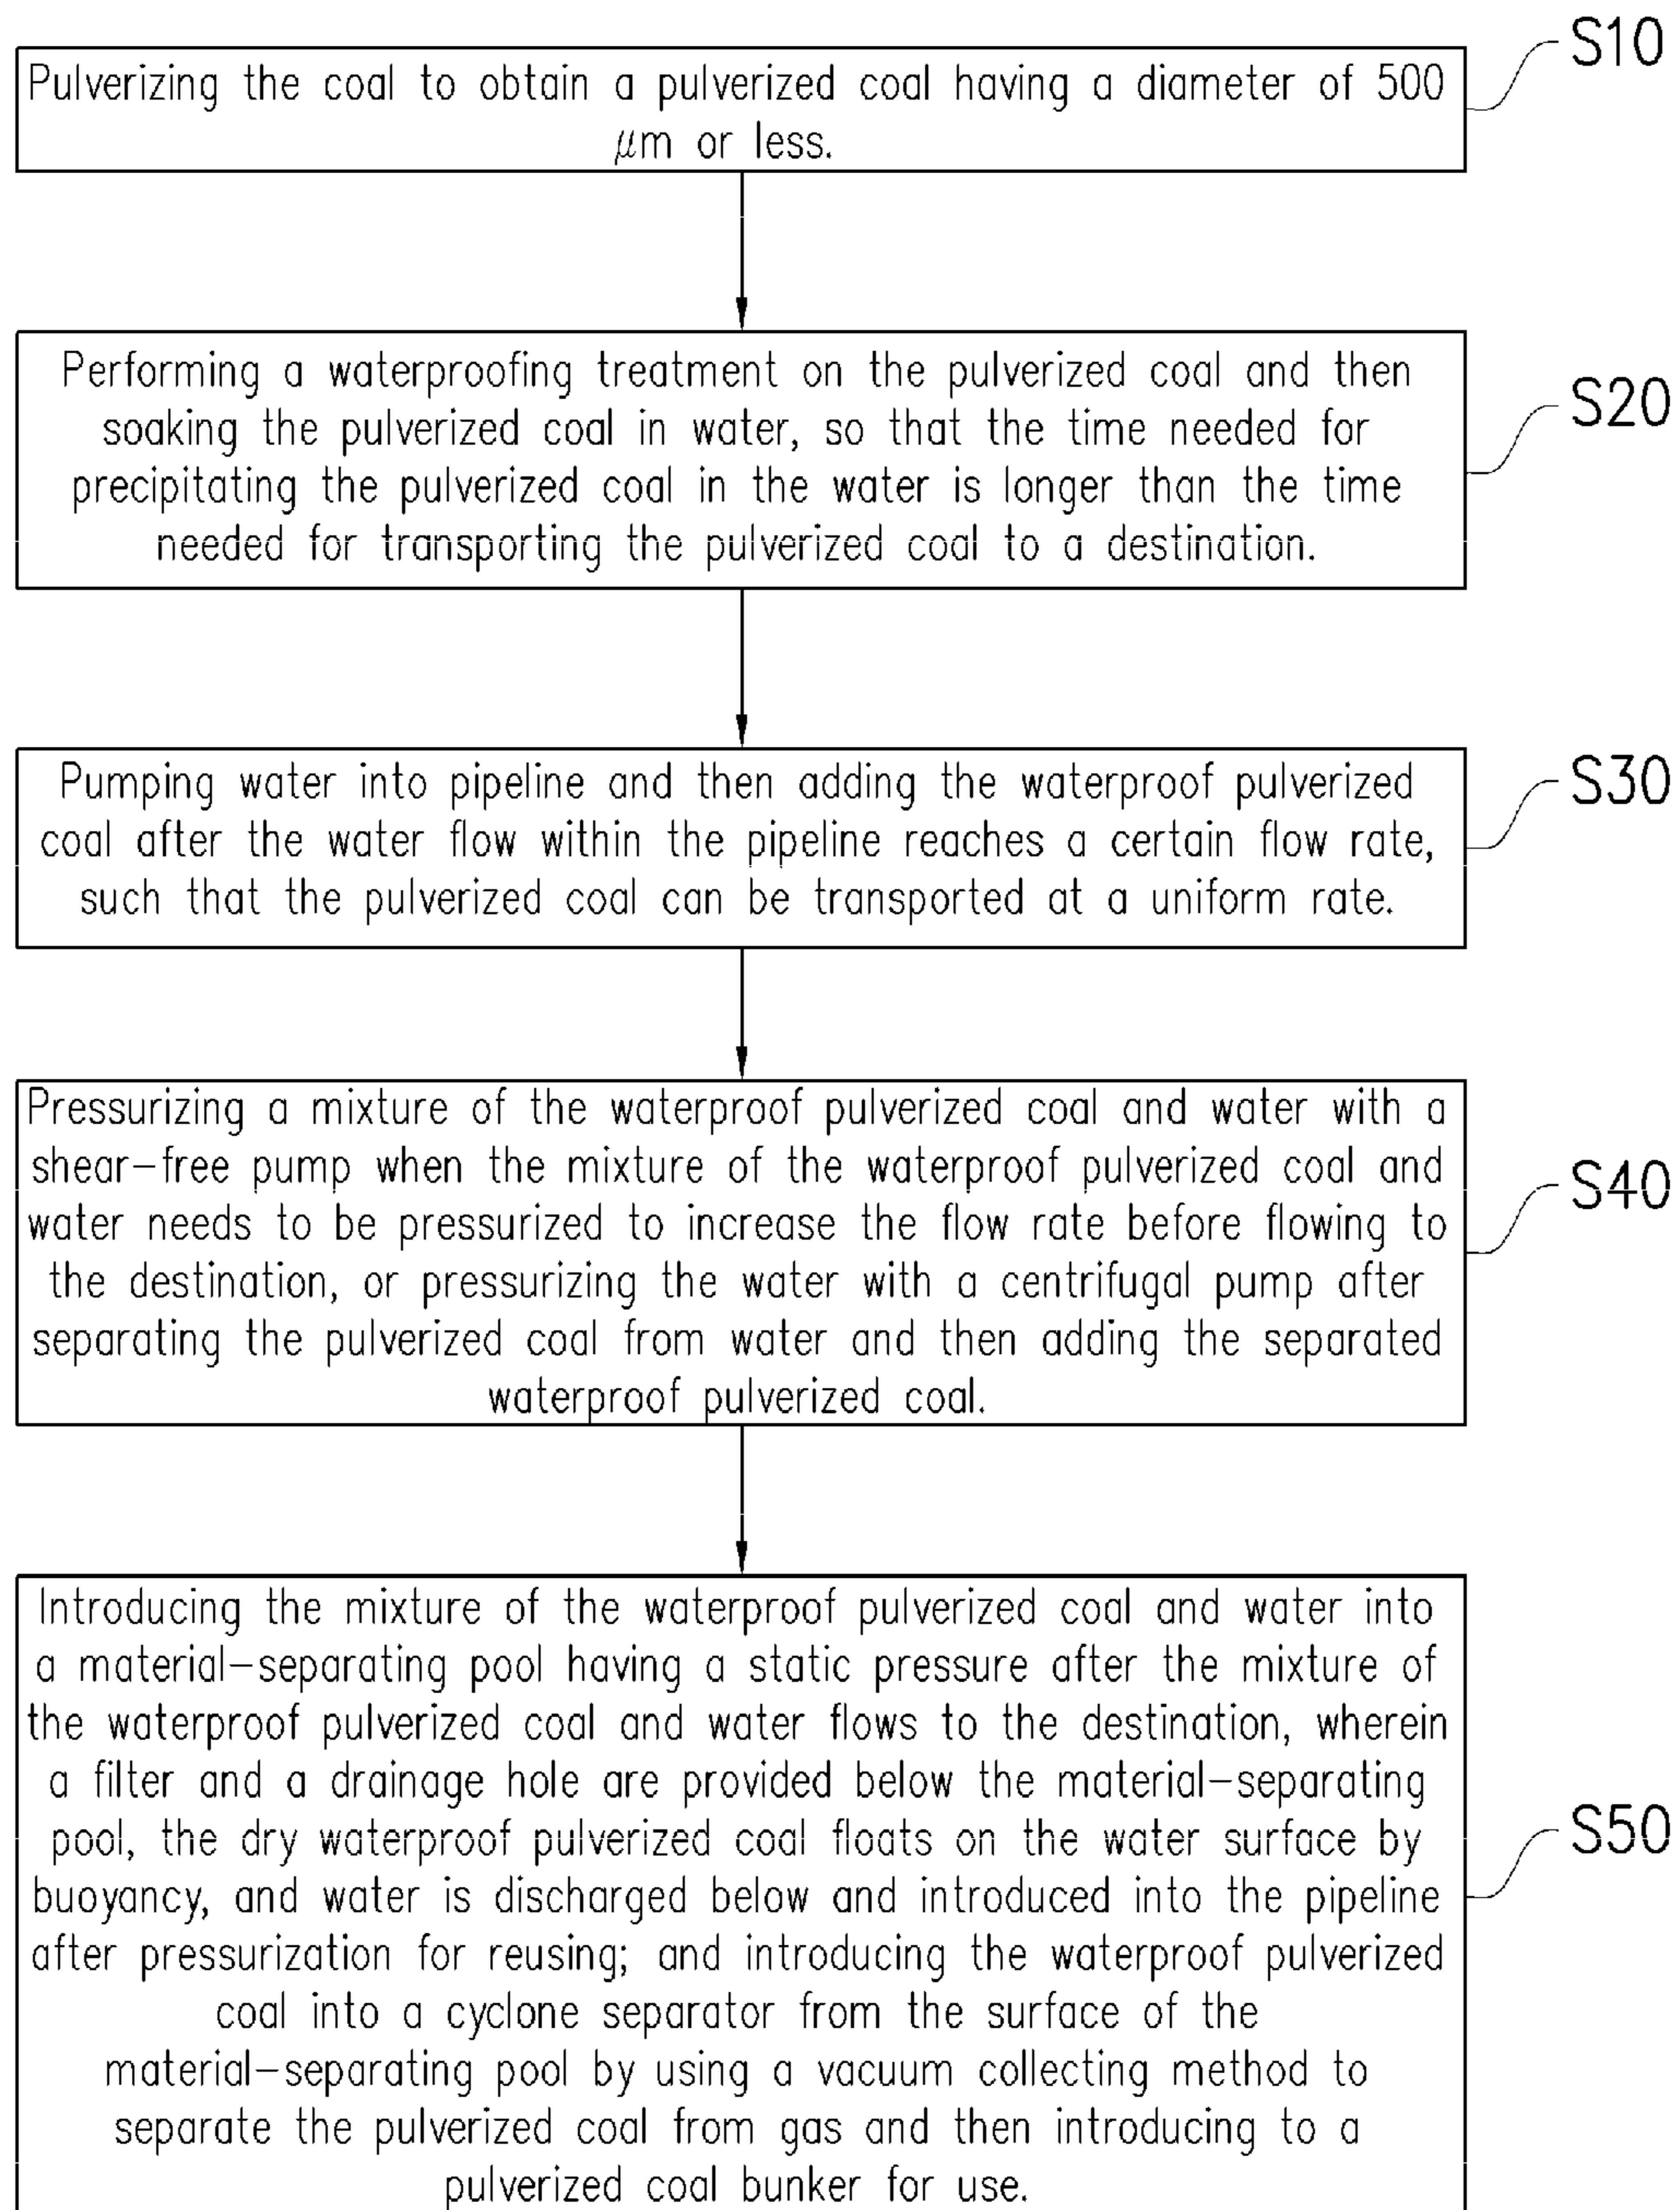 S10
Pulverizing the coal to obtain a pulverized coal having a diameter of 500
μm or less.
S20
Performing a waterproofing treatment on the pulverized coal and then
soaking the pulverized coal in water, so that the time needed for
precipitating the pulverized coal in the water is longer than the time
needed for transporting the pulverized coal to a destination.
S30
Pumping water into pipeline and then adding the waterproof pulverized
coal after the water flow within the pipeline reaches a certain flow rate,
such that the pulverized coal can be transported at a uniform rate.
S40
Pressurizing a mixture of the waterproof pulverized coal and water with a
shear-free pump when the mixture of the waterproof pulverized coal and
water needs to be pressurized to increase the flow rate before flowing to
the destination, or pressurizing the water with a centrifugal pump after
separating the pulverized coal from water and then adding the separated
waterproof pulverized coal.
S50
Introducing the mixture of the waterproof pulverized coal and water into
a material-separating pool having a static pressure after the mixture of
the waterproof pulverized coal and water flows to the destination, wherein
a filter and a drainage hole are provided below the material-separating
pool, the dry waterproof pulverized coal floats on the water surface by
buoyancy, and water is discharged below and introduced into the pipeline
after pressurization for reusing; and introducing the waterproof pulverized
coal into a cyclone separator from the surface of the
material-separating pool by using a vacuum collecting method to
separate the pulverized coal from gas and then introducing to a
pulverized coal bunker for use.